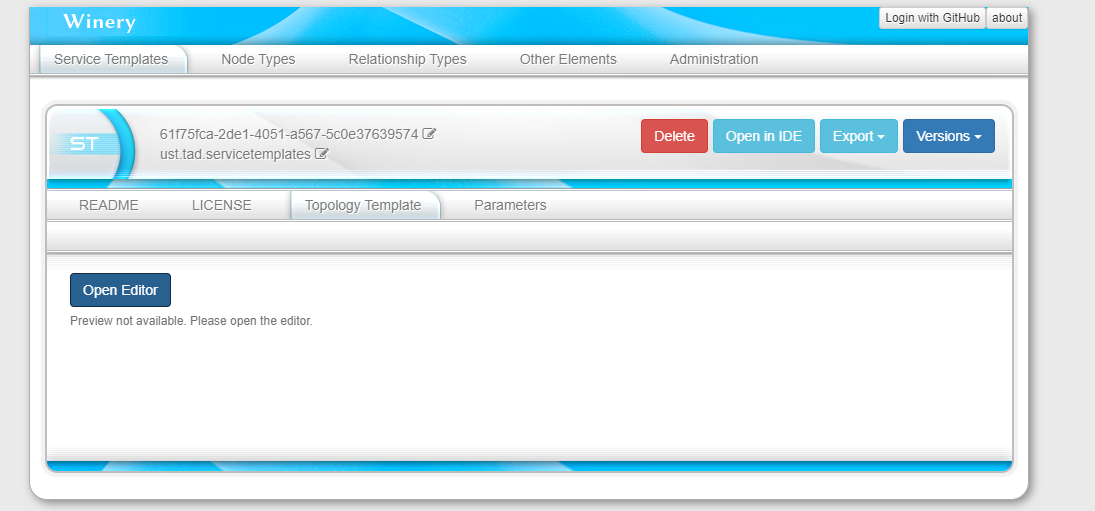 Winery
Login with GitHub about
Service Templates Node Types Relationship Types Other Elements Administration
ST
61f75fca-2de1-4051-a567-5c0e37639574
ust.tad.servicetemplates
Delete Open in IDE Export Versions
README LICENSE Topology Template Parameters
Open Editor
Preview not available. Please open the editor.